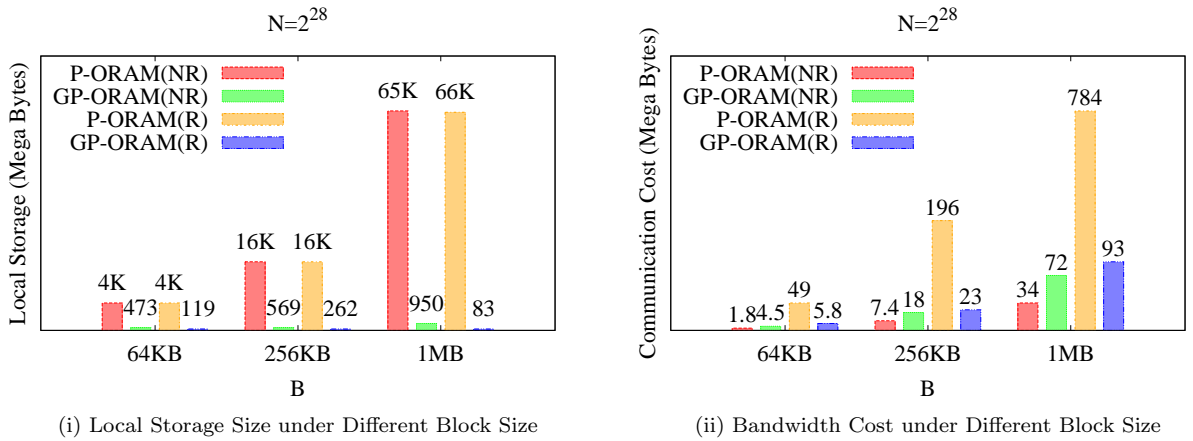 N=2^28
Local Storage (Mega Bytes)
P-ORAM(NR)
GP-ORAM(NR)
P-ORAM(R)
GP-ORAM(R)
4K 473 4K 119
16K 569 16K 262
65K 950 66K 83
64KB 256KB 1MB
B
(i) Local Storage Size under Different Block Size
N=2^28
Communication Cost (Mega Bytes)
P-ORAM(NR)
GP-ORAM(NR)
P-ORAM(R)
GP-ORAM(R)
1.8 4.5 49 5.8
7.4 18 196 23
34 72 784 93
64KB 256KB 1MB
B
(ii) Bandwidth Cost under Different Block Size